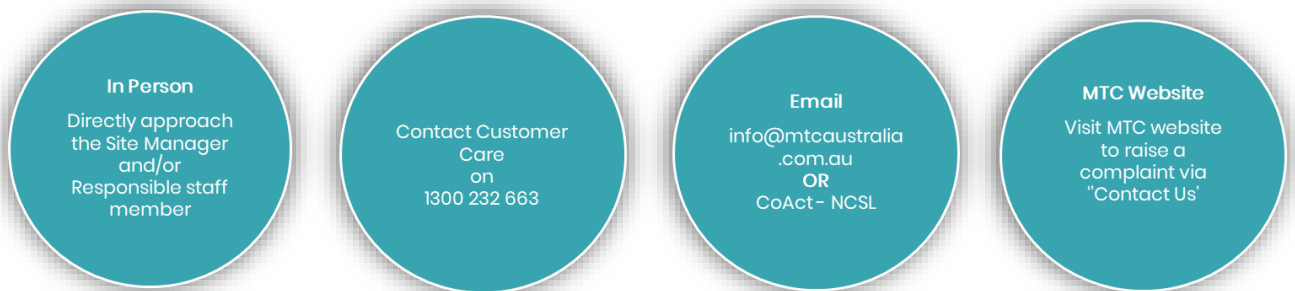 In Person
Directly approach
the Site Manager
and/or
Responsible staff
member
Contact Customer
Care
on
1300 232 663
Email
info@mtcaustralia
.com.au
OR
CoAct - NCSL
MTC Website
Visit MTC website
to raise a
complaint via
‘'Contact Us’